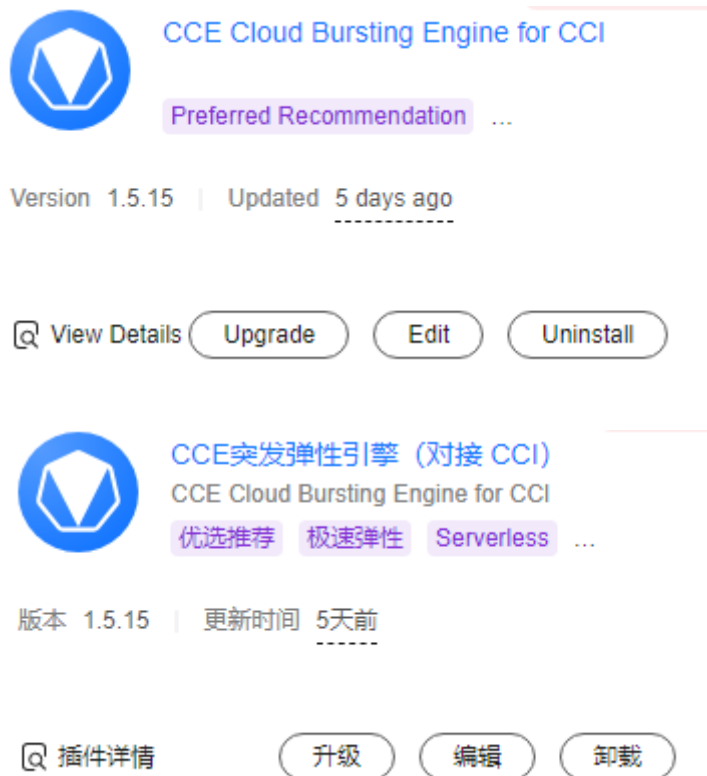 CCE Cloud Bursting Engine for CCI
Preferred Recommendation ...
Version 1.5.15 Updated 5 days ago
View Details Upgrade Edit Uninstall
CCE突发弹性引擎（对接 CCI）
CCE Cloud Bursting Engine for CCI
优选推荐 极速弹性 Serverless ...
版本 1.5.15 更新时间 5天前
插件详情 升级 编辑 卸载